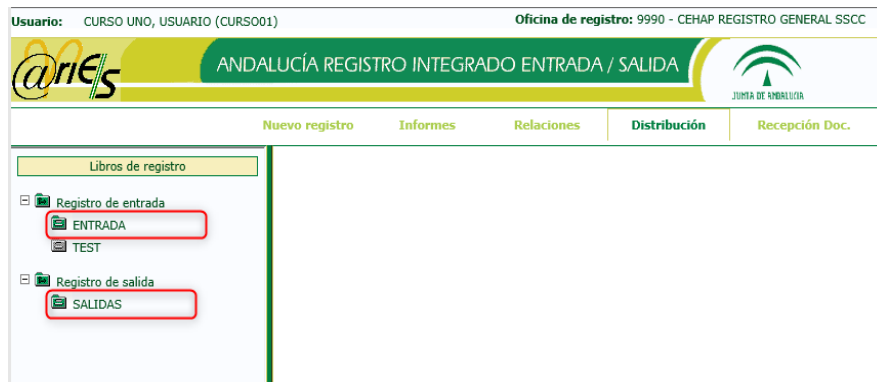 Usuario: CURSO UNO, USUARIO (CURSO01) Oficina de registro: 9990 - CEHAP REGISTRO GENERAL SSCC
@ries ANDALUCÍA REGISTRO INTEGRADO ENTRADA / SALIDA
JUNTA DE ANDALUCIA
Nuevo registro Informes Relaciones Distribución Recepción Doc.
Libros de registro
Registro de entrada
ENTRADA
TEST
Registro de salida
SALIDAS